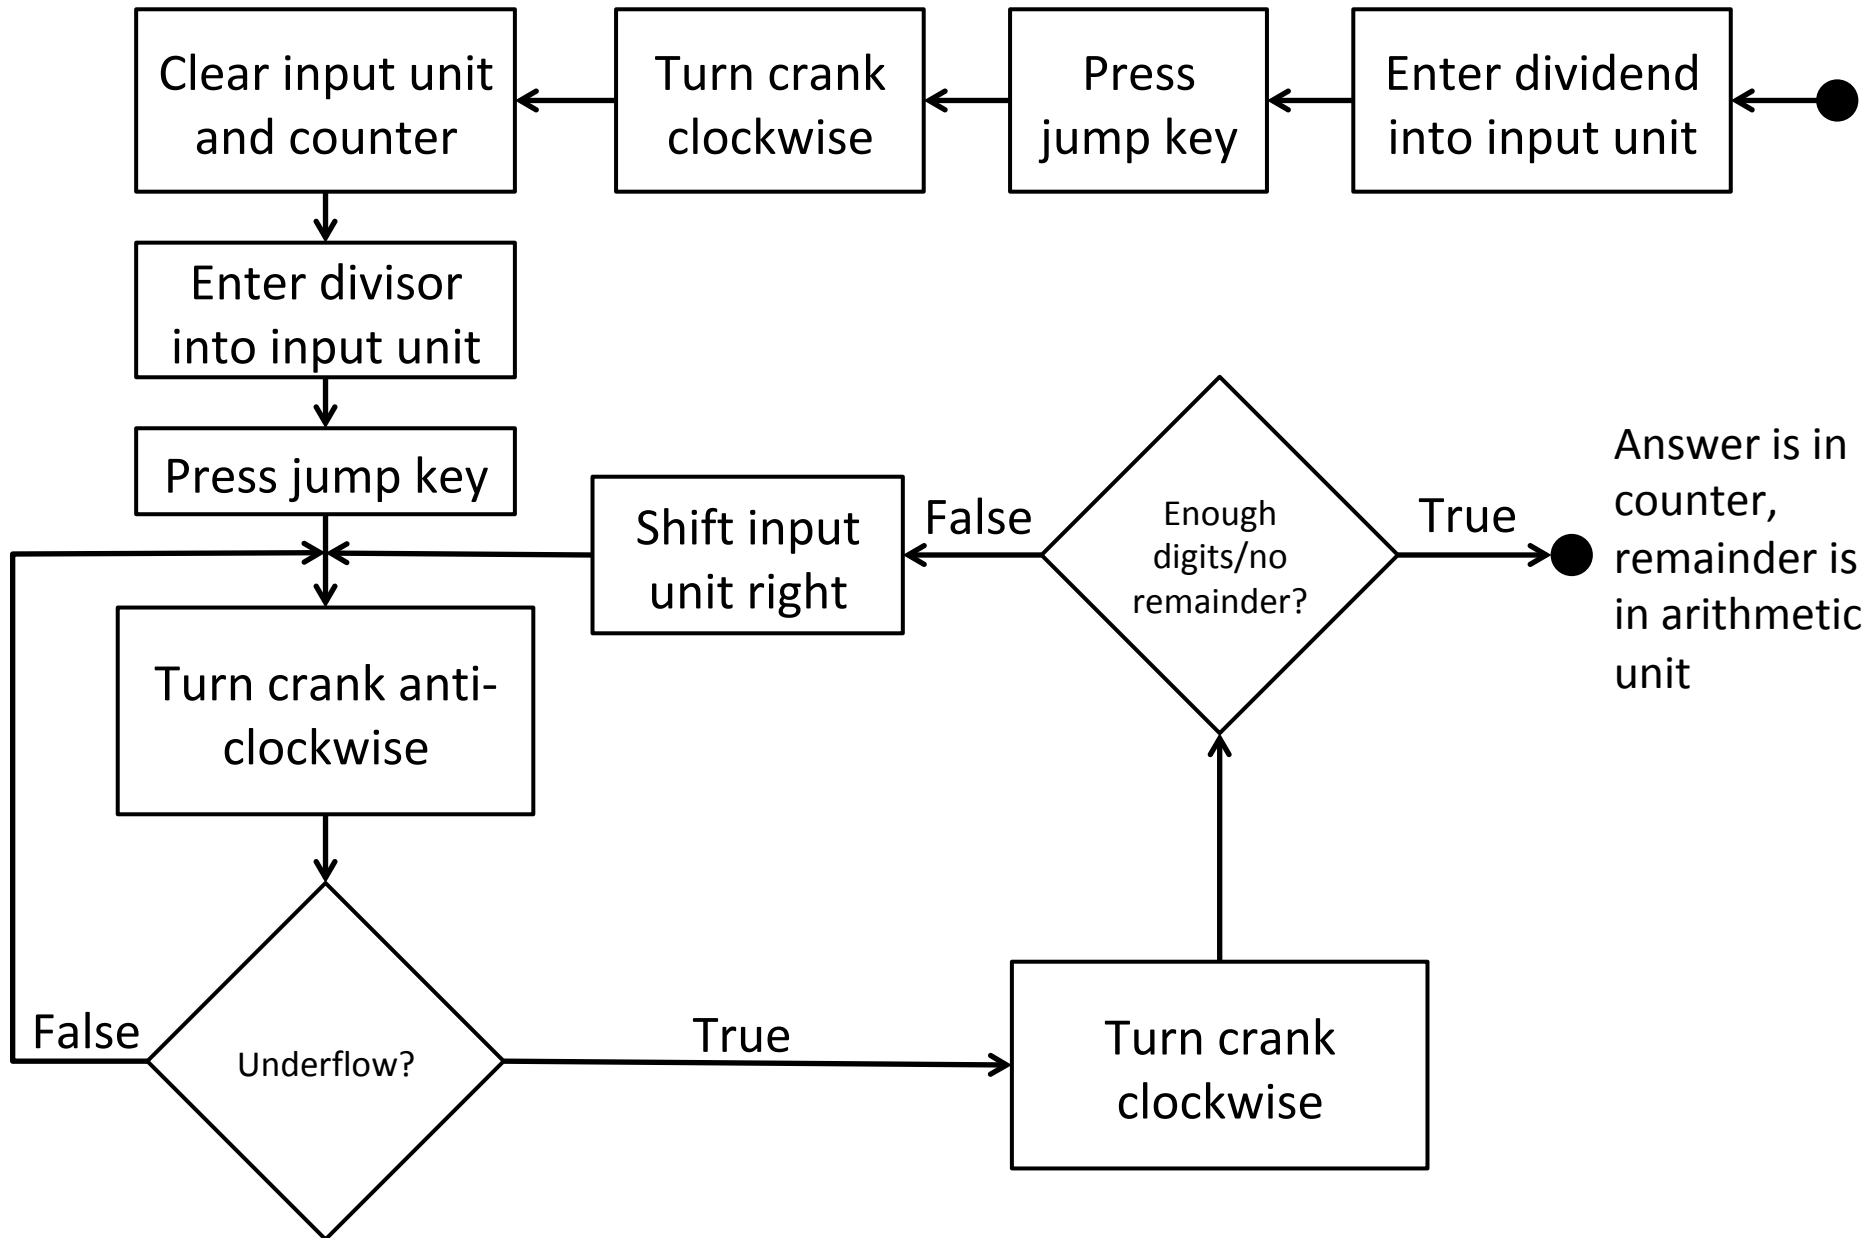 Enter dividend
into input unit
Press
jump key
Turn crank
clockwise
Clear input unit
and counter
Enter divisor
into input unit
Press jump key
Turn crank anti-
clockwise
Underflow?
False
True
Turn crank
clockwise
Enough
digits/no
remainder?
False
Shift input
unit right
True
Answer is in
counter,
remainder is
in arithmetic
unit